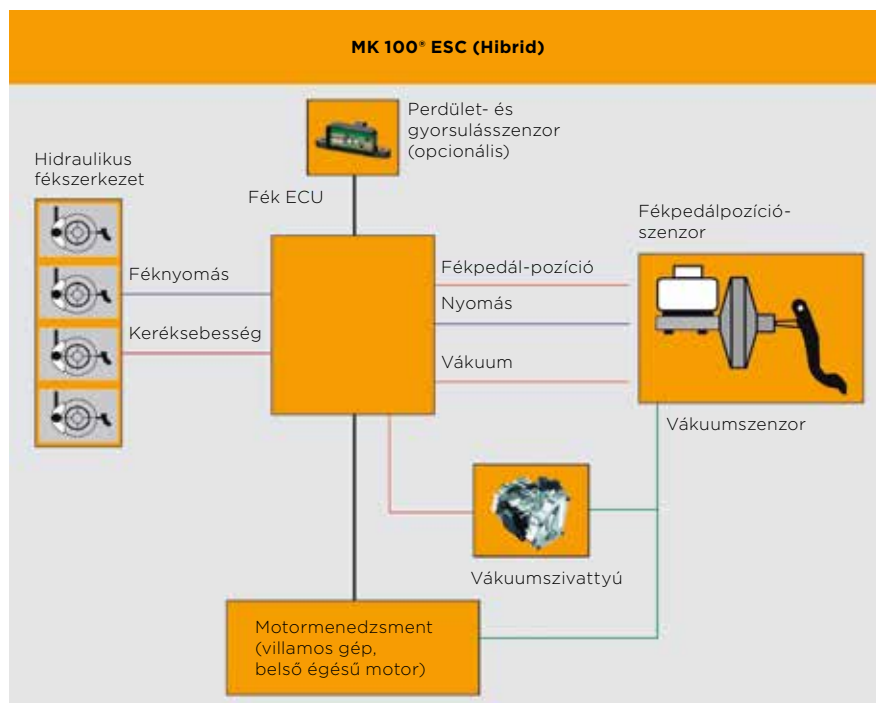 MK 100® ESC (Hibrid)
Perdület- és
gyorsulásszenzor
(opcionális)
Hidraulikus
fékszerkezet
Fék ECU
Fékpedálpozíció-
szenzor
Féknyomás
Keréksebesség
Fékpedál-pozíció
Nyomás
Vákuum
Vákuumszenzor
Vákuumszivattyú
Motormenedzsment
(villamos gép,
belső égésű motor)